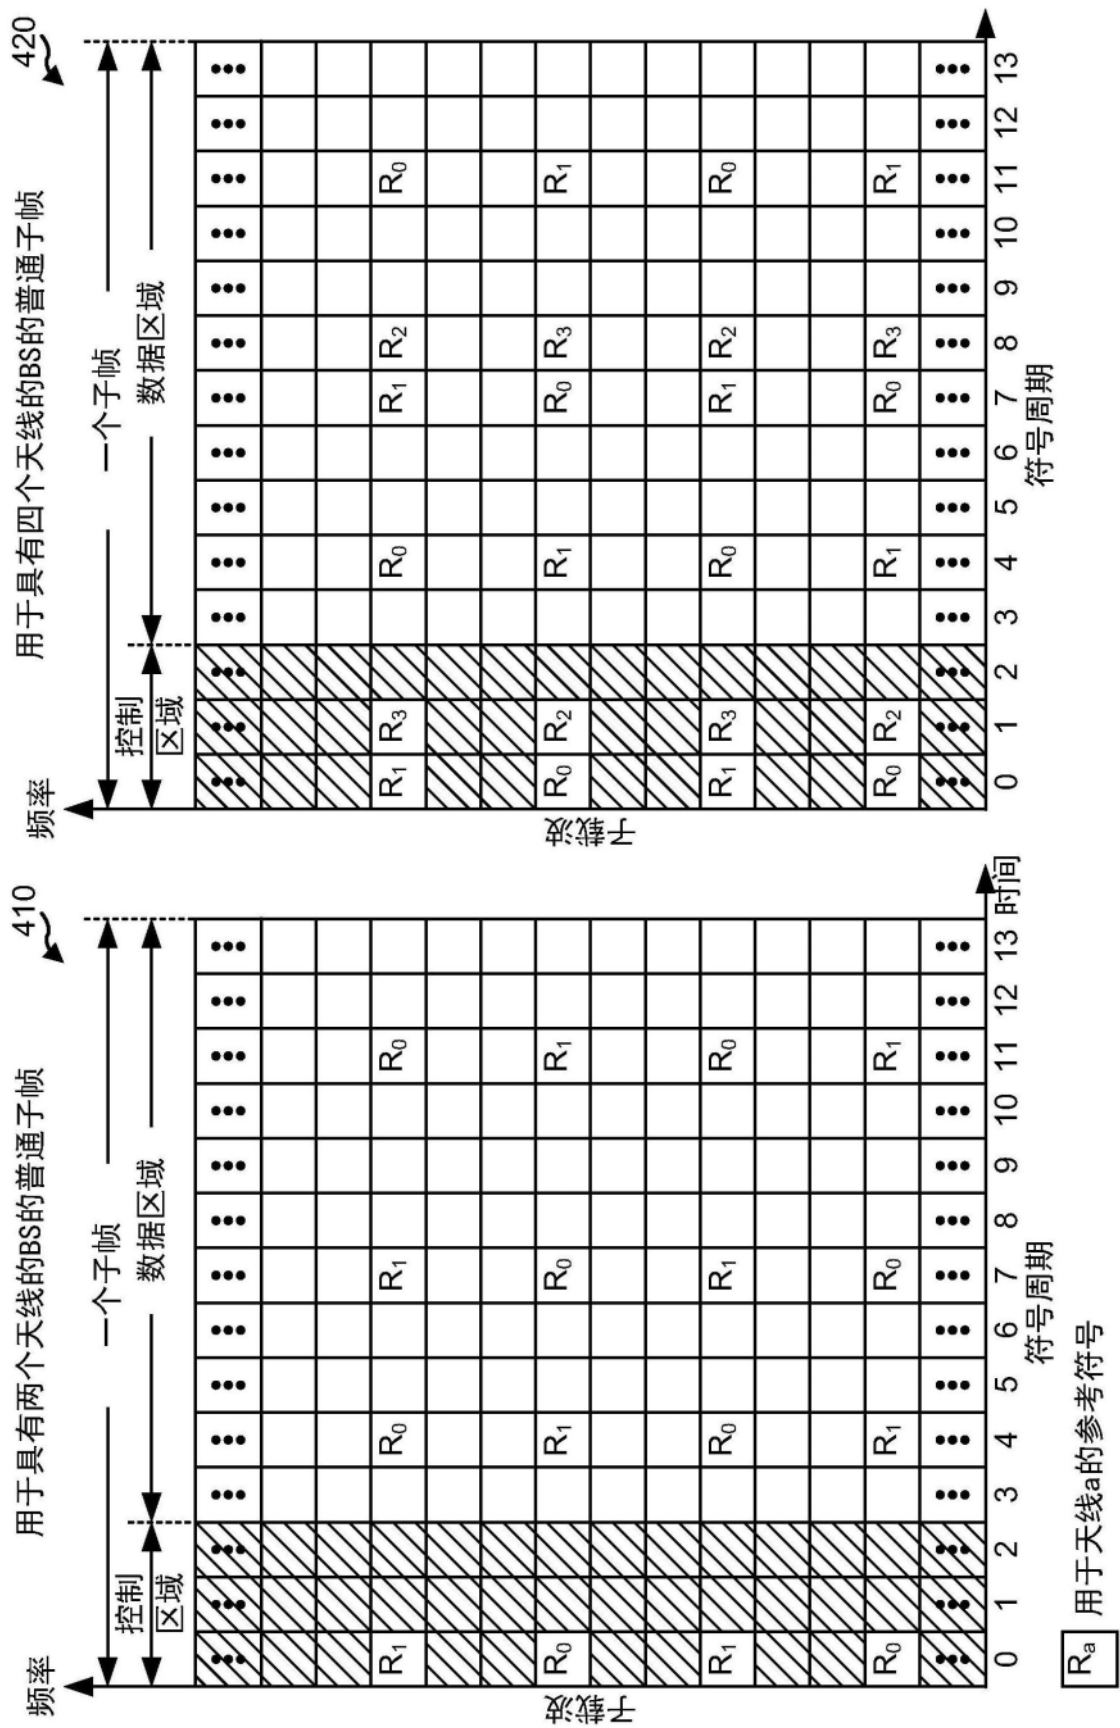 用于具有两个天线的BS的普通子帧
410
频率
一个子帧
控制
区域
数据区域
子载波
R₁ R₀ R₁ R₀
R₀ R₁ R₀ R₁
R₁ R₀ R₁ R₀
R₀ R₁ R₀ R₁
0 1 2 3 4 5 6 7 8 9 10 11 12 13
时间
符号周期
用于具有四个天线的BS的普通子帧
420
频率
一个子帧
控制
区域
数据区域
子载波
R₁ R₃ R₀ R₁ R₂ R₀
R₀ R₂ R₁ R₀ R₃ R₁
R₁ R₃ R₀ R₁ R₂ R₀
R₀ R₂ R₁ R₀ R₃ R₁
0 1 2 3 4 5 6 7 8 9 10 11 12 13
符号周期
Rₐ 用于天线a的参考符号